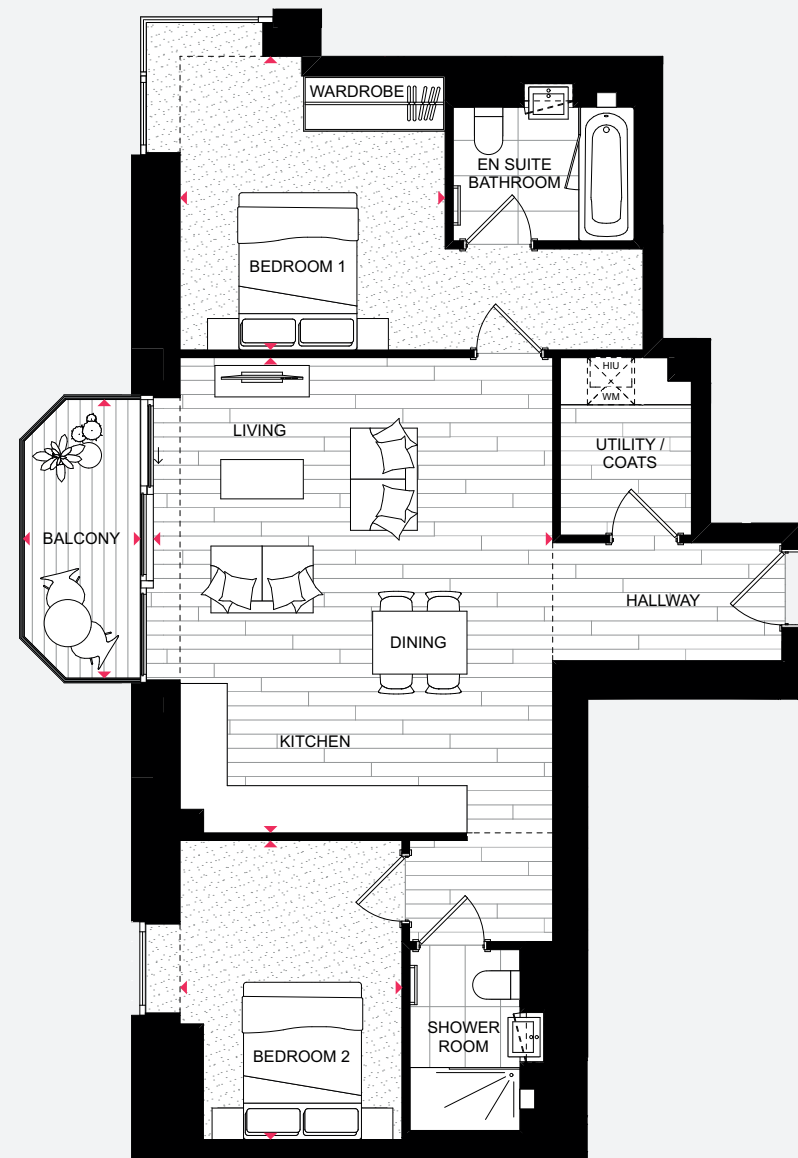 WARDROBE
EN SUITE
BATHROOM
BEDROOM 1
HIU
WM
LIVING
UTILITY /
COATS
BALCONY
HALLWAY
DINING
KITCHEN
SHOWER
ROOM
BEDROOM 2